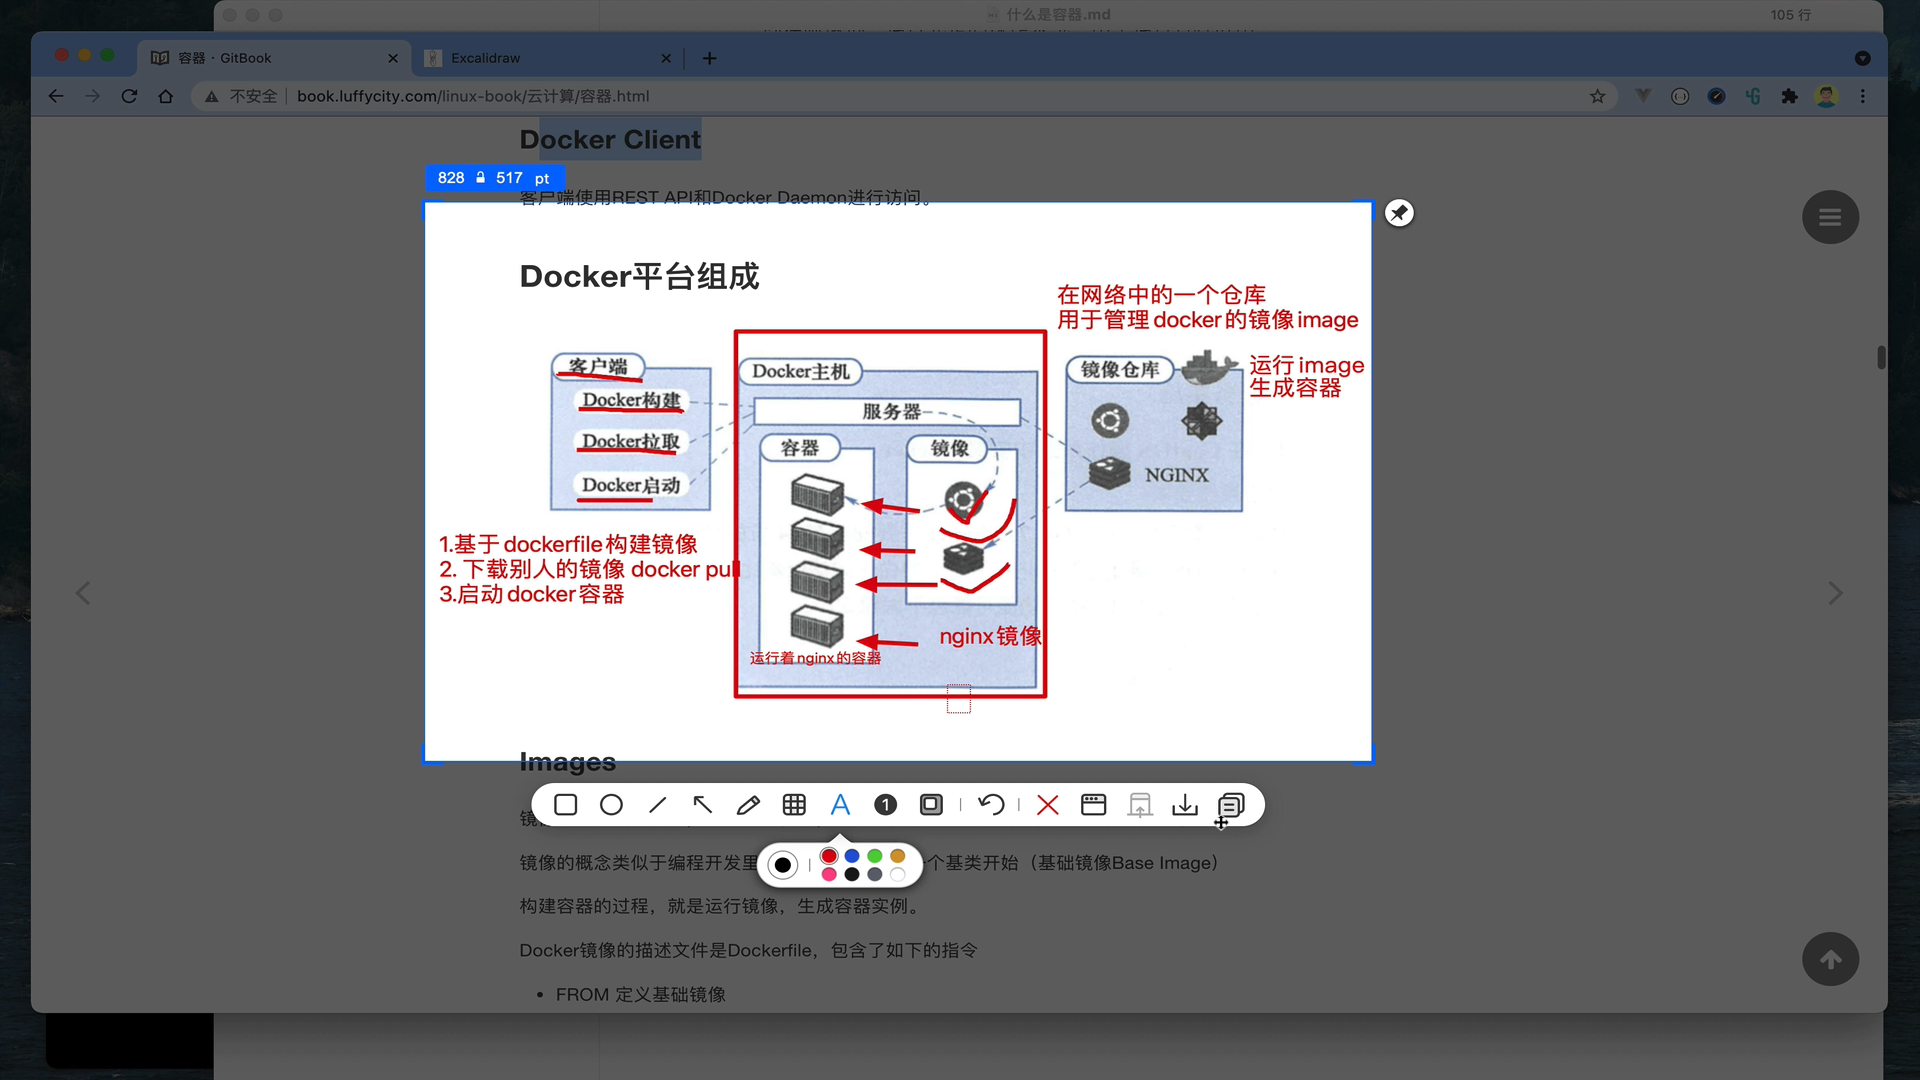 什么是容器.md
105 行
容器 · GitBook
Excalidraw
不安全
book.luffycity.com/linux-book/云计算/容器.html
Docker Client
828 517 pt
客户端使用REST API和Docker Daemon进行访问。
Docker平台组成
在网络中的一个仓库
用于管理docker的镜像image
运行image
生成容器
客户端
Docker构建
Docker拉取
Docker启动
Docker主机
服务器
容器
镜像
镜像仓库
NGINX
1.基于dockerfile构建镜像
2. 下载别人的镜像 docker pull
3.启动docker容器
nginx镜像
运行着nginx的容器
Images
A
1
镜像的概念类似于编程开发里
个基类开始（基础镜像Base Image）
构建容器的过程，就是运行镜像，生成容器实例。
Docker镜像的描述文件是Dockerfile，包含了如下的指令
• FROM 定义基础镜像